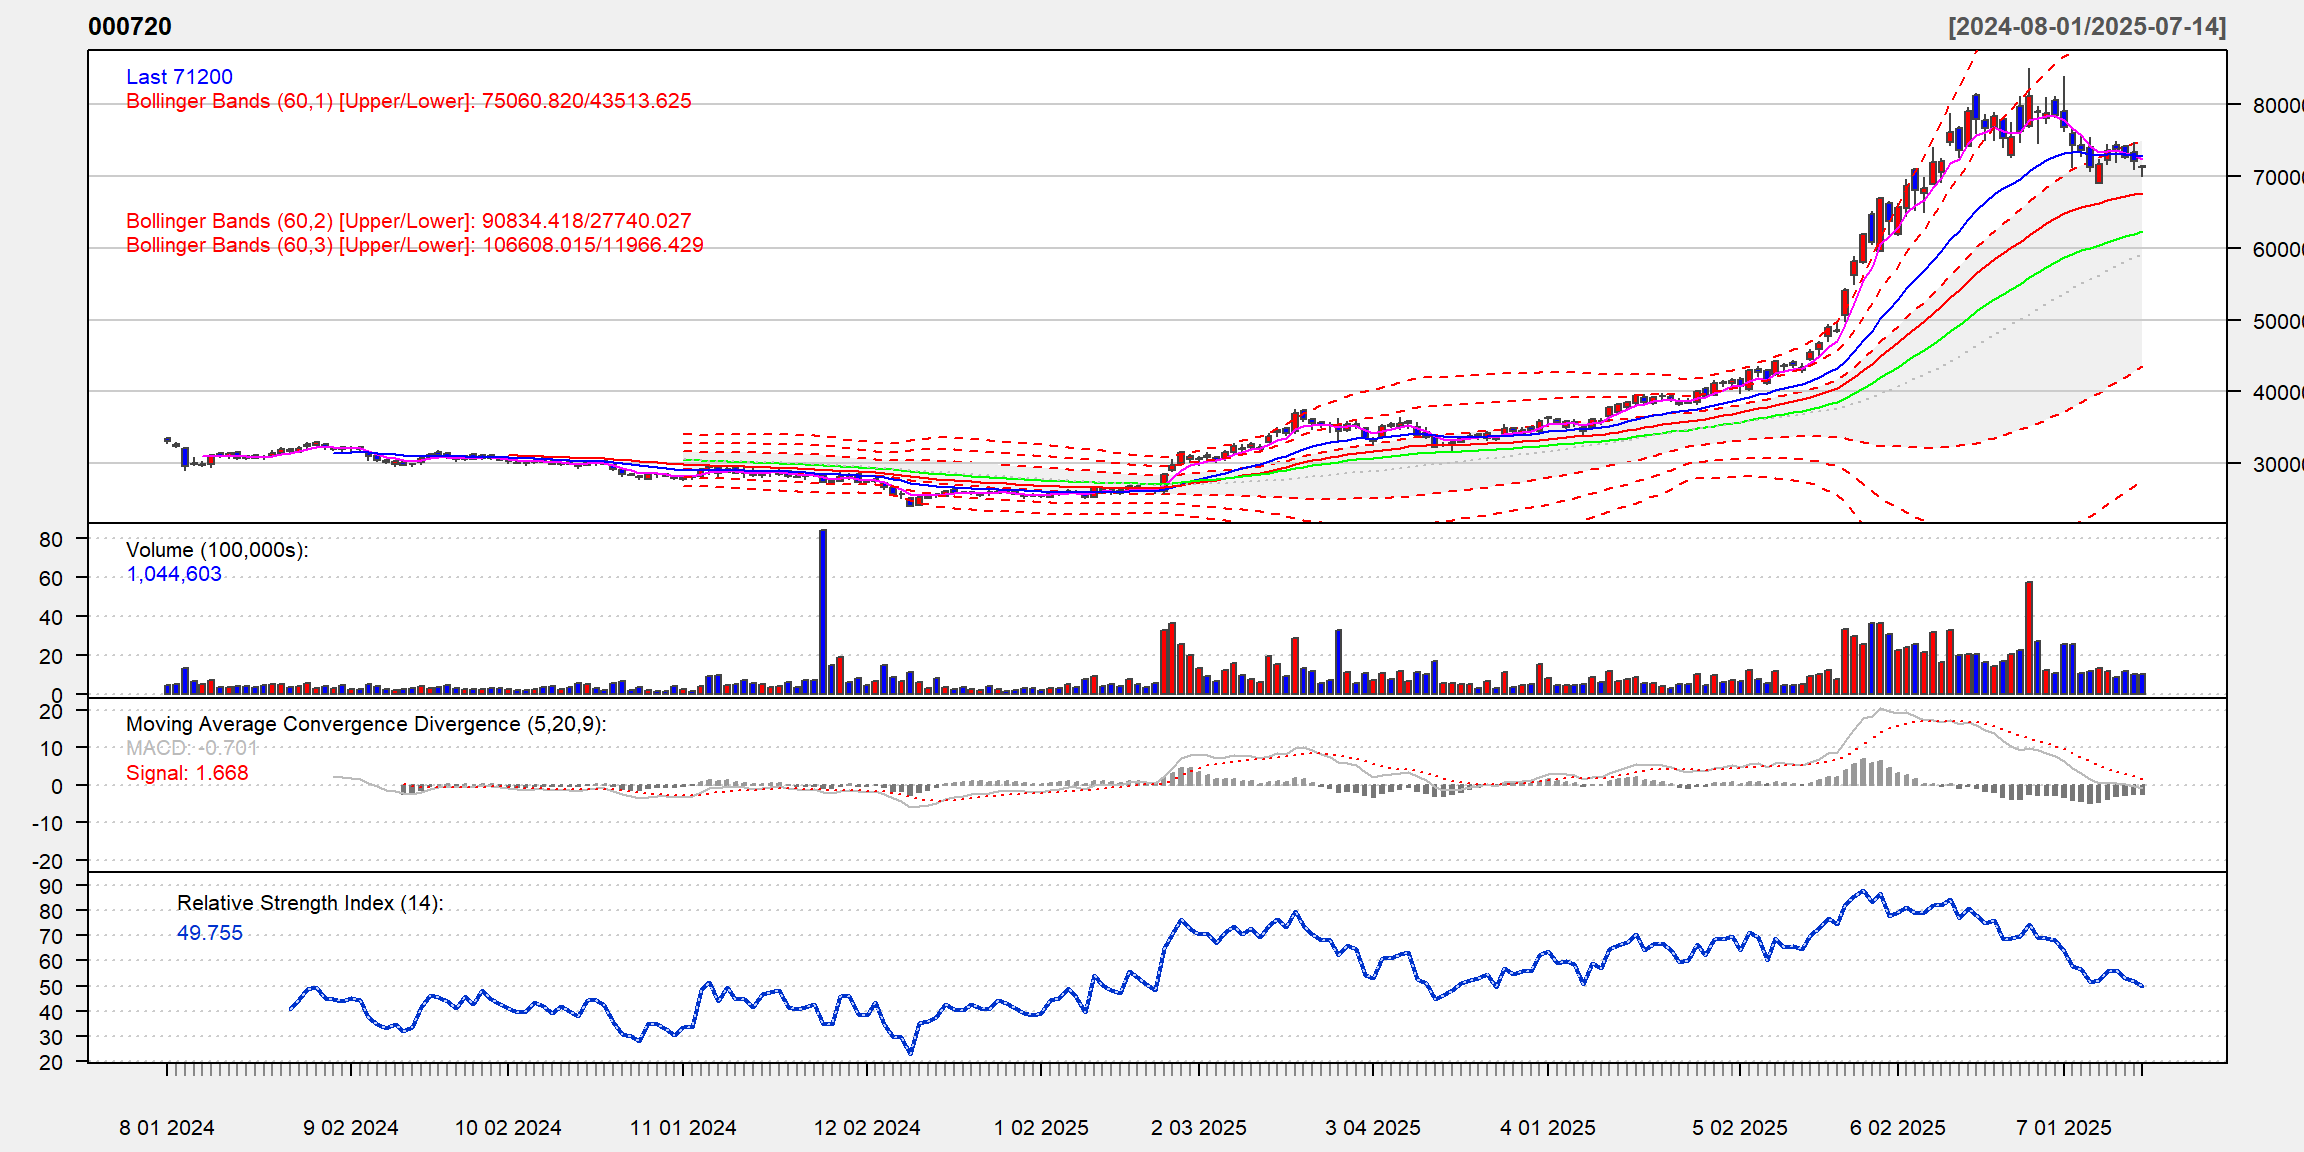 000720
[2024-08-01/2025-07-14]
Last 71200
Bollinger Bands (60,1) [Upper/Lower]: 75060.820/43513.625
Bollinger Bands (60,2) [Upper/Lower]: 90834.418/27740.027
Bollinger Bands (60,3) [Upper/Lower]: 106608.015/11966.429
80000
70000
60000
50000
40000
30000
Volume (100,000s):
1,044,603
80
60
40
20
0
Moving Average Convergence Divergence (5,20,9):
MACD: -0.701
Signal: 1.668
20
10
0
-10
-20
Relative Strength Index (14):
49.755
90
80
70
60
50
40
30
20
8 01 2024
9 02 2024
10 02 2024
11 01 2024
12 02 2024
1 02 2025
2 03 2025
3 04 2025
4 01 2025
5 02 2025
6 02 2025
7 01 2025